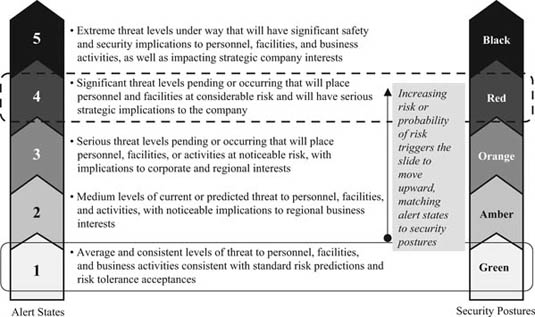 5
• Extreme threat levels under way that will have significant safety
and security implications to personnel, facilities, and business
activities, as well as impacting strategic company interests
Black
4
• Significant threat levels pending or occurring that will place
personnel and facilities at considerable risk and will have serious
strategic implications to the company
Red
3
• Serious threat levels pending or occurring that will place
personnel, facilities, or activities at noticeable risk, with
implications to corporate and regional interests
Orange
2
• Medium levels of current or predicted threat to personnel, facilities,
and activities, with noticeable implications to regional business
interests
Amber
1
• Average and consistent levels of threat to personnel, facilities,
and business activities consistent with standard risk predictions and
risk tolerance acceptances
Green
Increasing
risk or
probability
of risk
triggers the
slide to
move
upward,
matching
alert states
to security
postures
Alert States
Security Postures